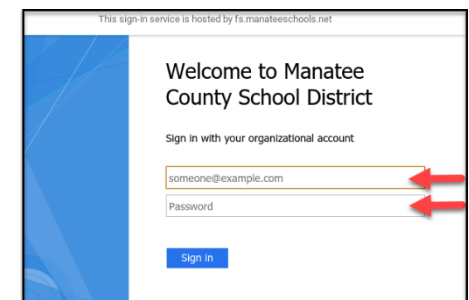 This sign-in service is hosted by fs.manateeschools.net
Welcome to Manatee
County School District
Sign in with your organizational account
someone@example.com
Password
Sign in